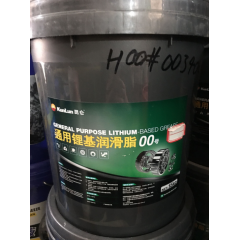 H00#003
KunLun 昆仑
GENERAL PURPOSE LITHIUM-BASED GREASE
通用锂基润滑脂 00号